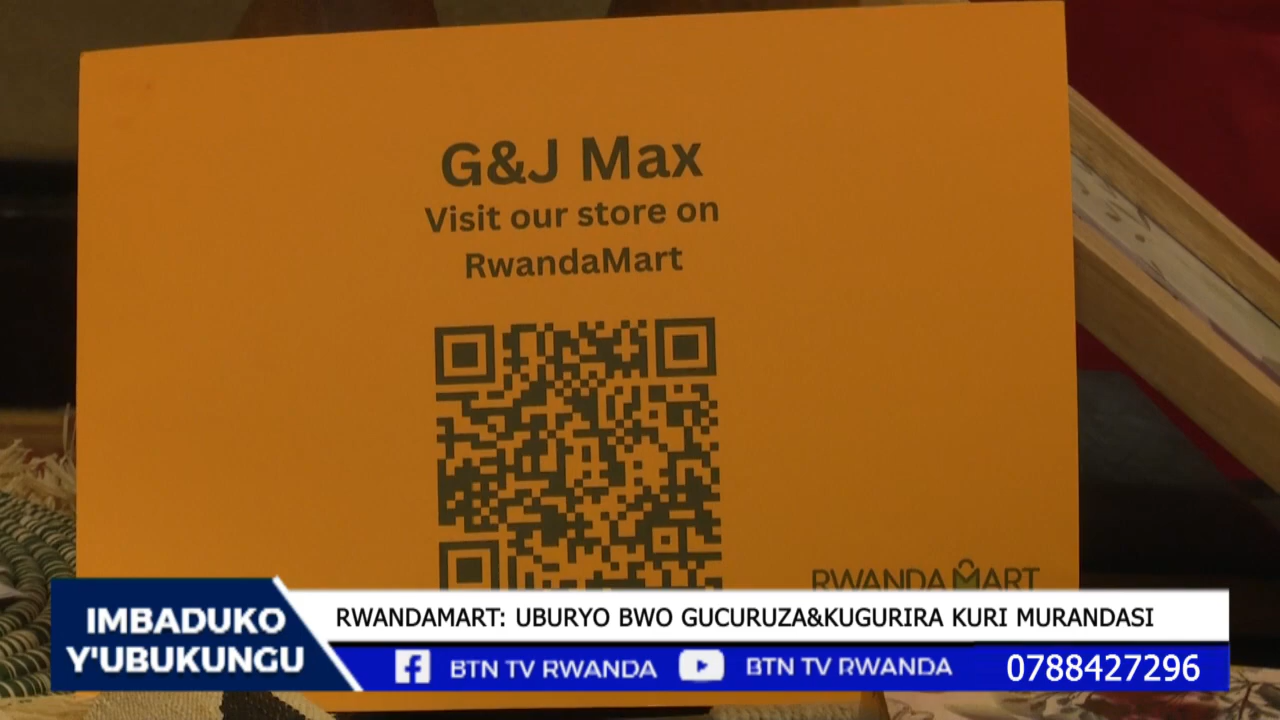 G&J Max
Visit our store on
RwandaMart
RWANDA MART
IMBADUKO
Y'UBUKUNGU
RWANDAMART: UBURYO BWO GUCURUZA&KUGURIRA KURI MURANDASI
BTN TV RWANDA
BTN TV RWANDA
0788427296